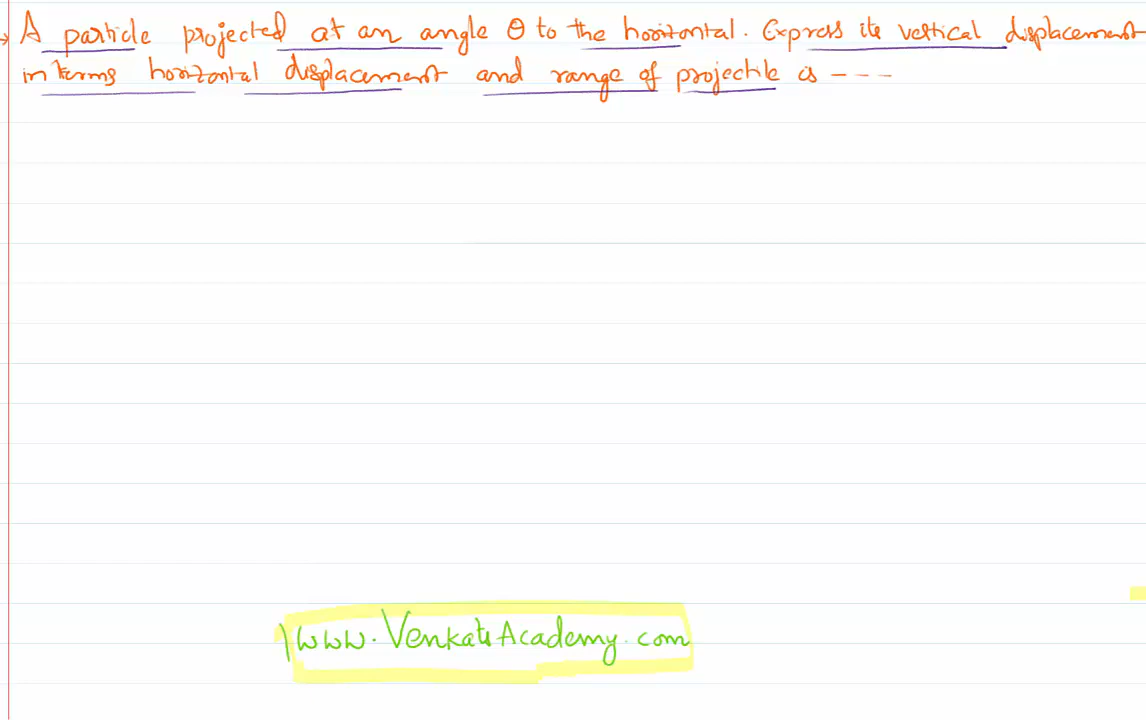 A particle projected at an angle θ to the horizontal. Express its vertical displacement
in terms horizontal displacement and range of projectile is ---
www.VenkatsAcademy.com